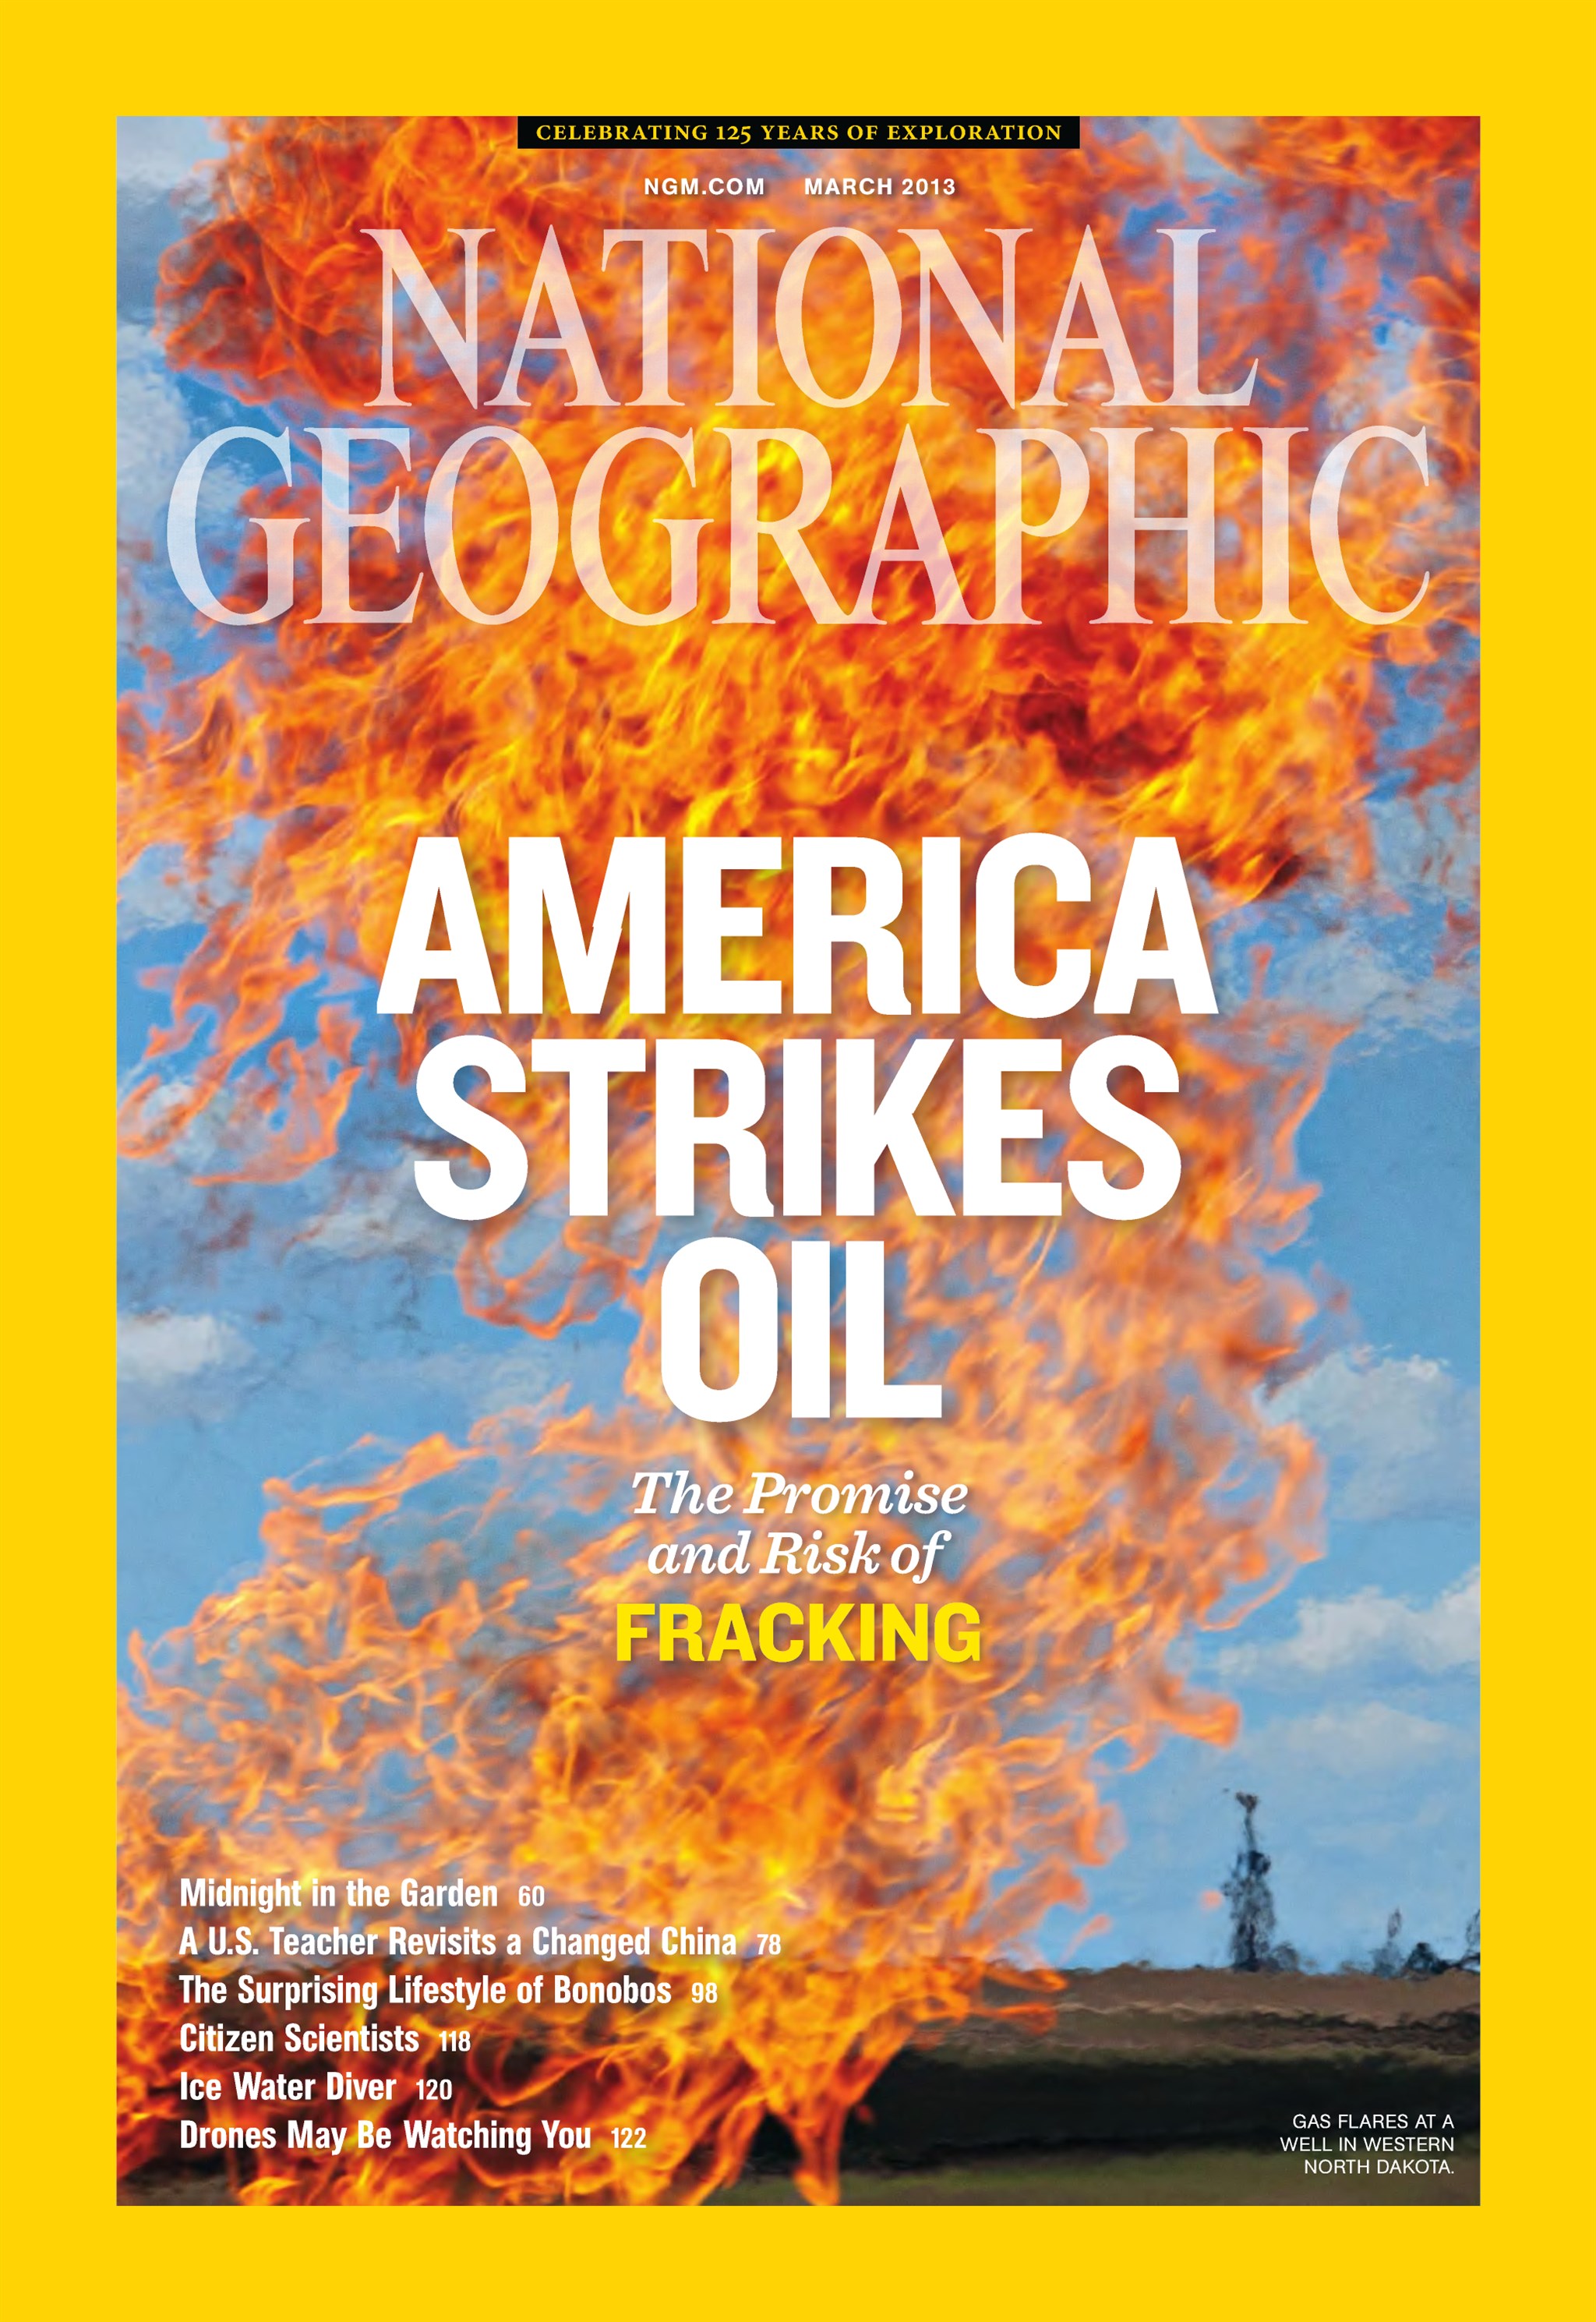 CELEBRATING 125 YEARS OF EXPLORATION
NGM.COM MARCH 2013
NATIONAL
GEOGRAPHIC
AMERICA
STRIKES
OIL
The Promise
and Risk of
FRACKING
Midnight in the Garden 60
A U.S. Teacher Revisits a Changed China 78
The Surprising Lifestyle of Bonobos 98
Citizen Scientists 118
Ice Water Diver 120
Drones May Be Watching You 122
GAS FLARES AT A
WELL IN WESTERN
NORTH DAKOTA.